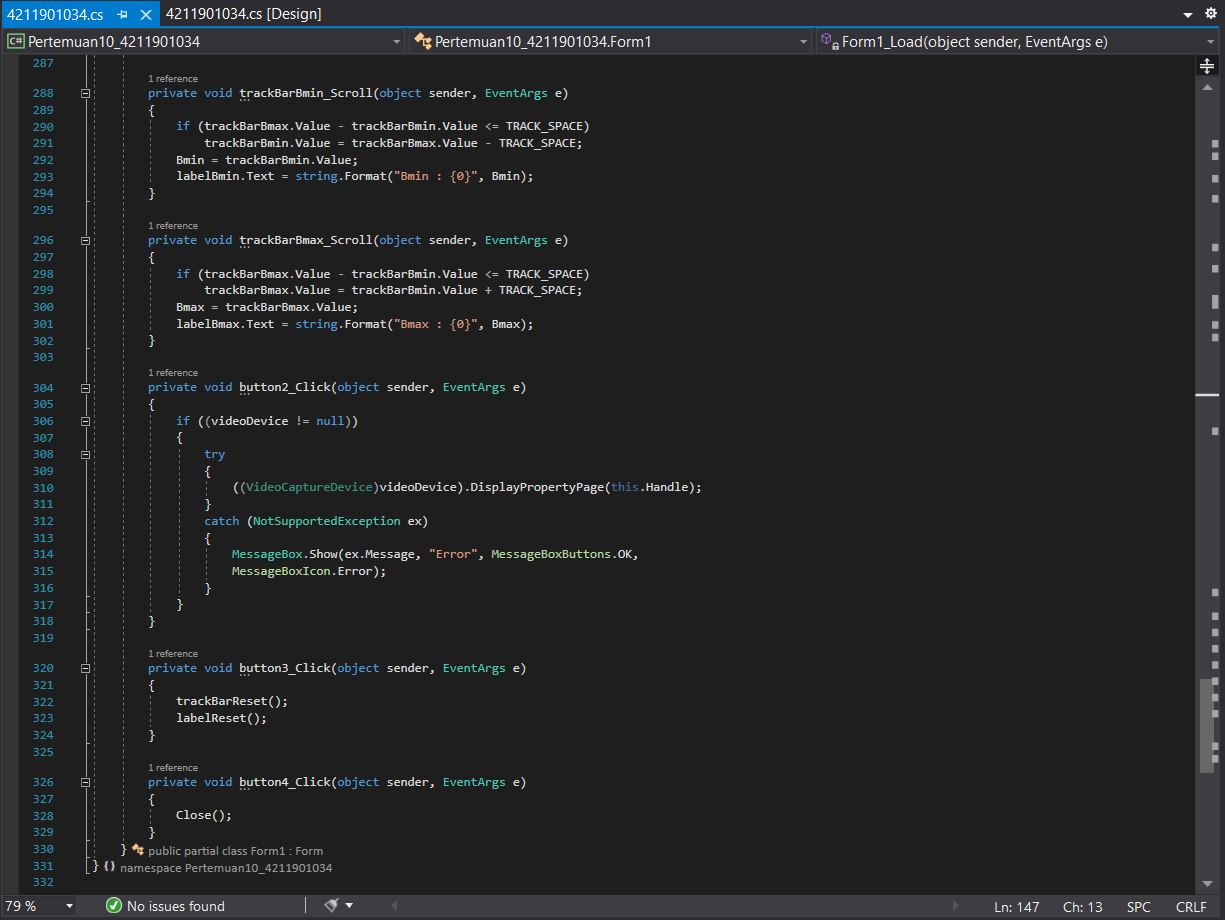 4211901034.cs 4211901034.cs [Design]
C# Pertemuan10_4211901034 Pertemuan10_4211901034.Form1 Form1_Load(object sender, EventArgs e)
287
1 reference
288 private void trackBarBmin_Scroll(object sender, EventArgs e)
289 {
290 if (trackBarBmax.Value - trackBarBmin.Value <= TRACK_SPACE)
291 trackBarBmin.Value = trackBarBmax.Value - TRACK_SPACE;
292 Bmin = trackBarBmin.Value;
293 labelBmin.Text = string.Format("Bmin : {0}", Bmin);
294 }
295
1 reference
296 private void trackBarBmax_Scroll(object sender, EventArgs e)
297 {
298 if (trackBarBmax.Value - trackBarBmin.Value <= TRACK_SPACE)
299 trackBarBmax.Value = trackBarBmin.Value + TRACK_SPACE;
300 Bmax = trackBarBmax.Value;
301 labelBmax.Text = string.Format("Bmax : {0}", Bmax);
302 }
303
1 reference
304 private void button2_Click(object sender, EventArgs e)
305 {
306 if ((videoDevice != null))
307 {
308 try
309 {
310 ((VideoCaptureDevice)videoDevice).DisplayPropertyPage(this.Handle);
311 }
312 catch (NotSupportedException ex)
313 {
314 MessageBox.Show(ex.Message, "Error", MessageBoxButtons.OK,
315 MessageBoxIcon.Error);
316 }
317 }
318 }
319
1 reference
320 private void button3_Click(object sender, EventArgs e)
321 {
322 trackBarReset();
323 labelReset();
324 }
325
1 reference
326 private void button4_Click(object sender, EventArgs e)
327 {
328 Close();
329 }
330 } public partial class Form1 : Form
331 } {} namespace Pertemuan10_4211901034
332
79 % No issues found Ln: 147 Ch: 13 SPC CRLF